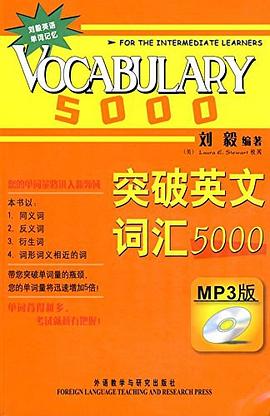 刘毅英语
单词记忆
FOR THE INTERMEDIATE LEARNERS
VOCABULARY
5000
刘 毅 编著
(美) Laura E. Stewart 校阅
您的单词量将进入新领域
本书以:
1. 同义词
2. 反义词
3. 衍生词
4. 词形词义相近的词
带您突破单词量的瓶颈,
您的单词量将迅速增加5倍!
单词背得越多,
考试就越有把握!
突破英文
词汇5000
MP3版
外语教学与研究出版社
FOREIGN LANGUAGE TEACHING AND RESEARCH PRESS